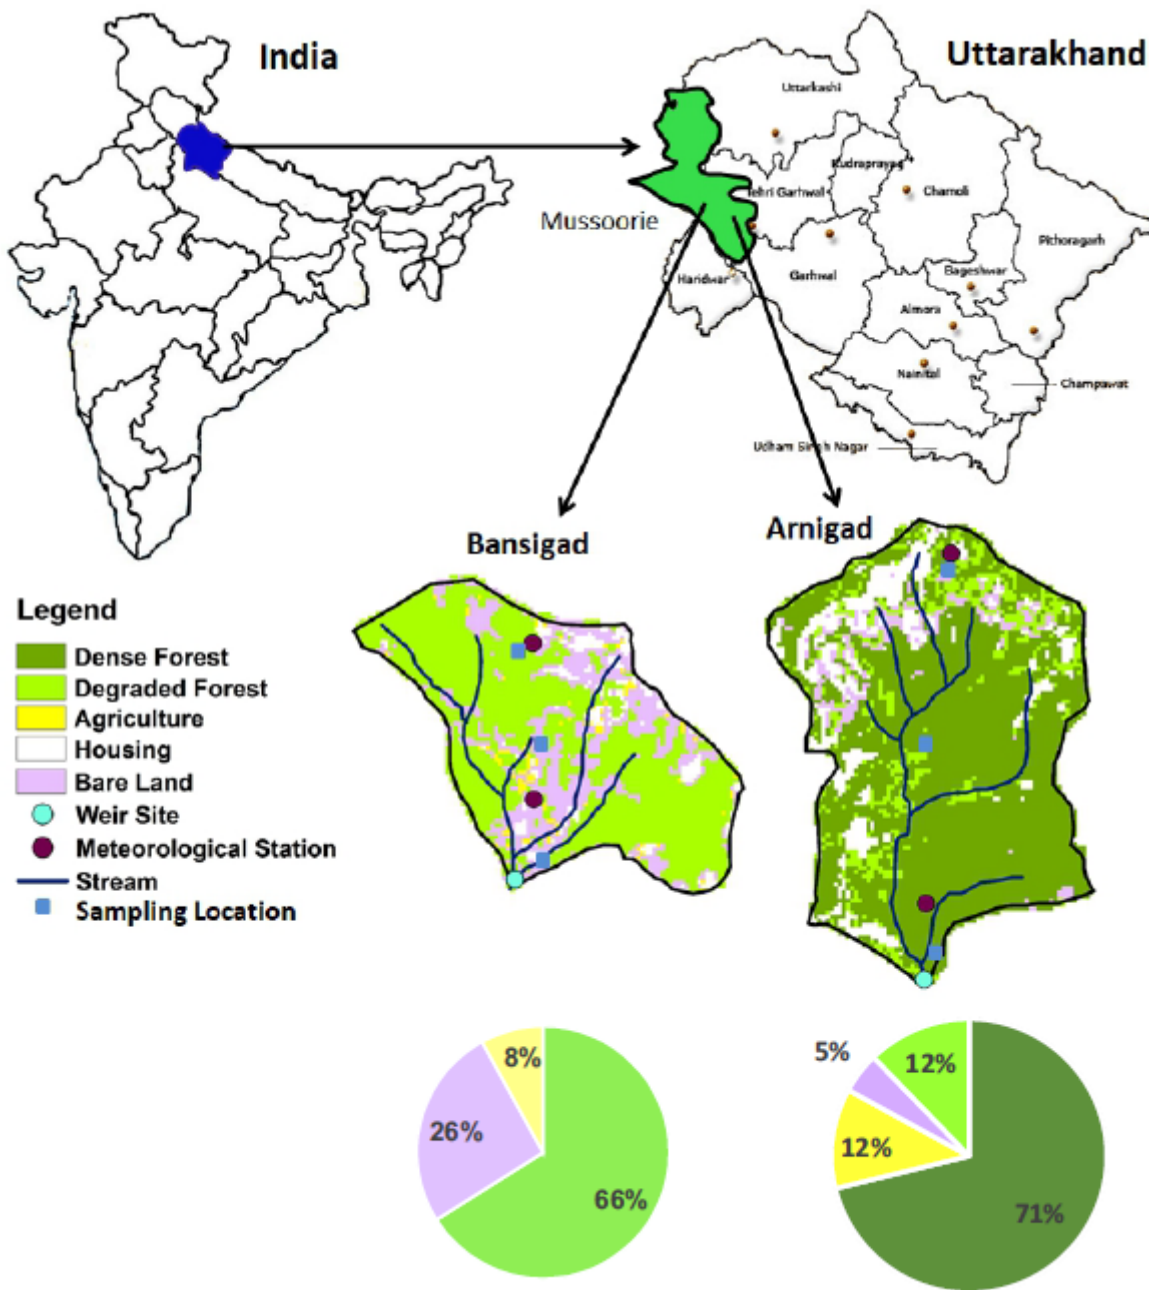 India
Uttarakhand
Uttarkashi
Rudraprayag
Tehri Garhwal
Chamoli
Mussoorie
Pithoragarh
Haridwar
Garhwal
Bageshwar
Almora
Nainital
Champawat
Udham Singh Nagar
Bansigad
Arnigad
Legend
Dense Forest
Degraded Forest
Agriculture
Housing
Bare Land
Weir Site
Meteorological Station
Stream
Sampling Location
8%
26%
66%
5%
12%
12%
71%